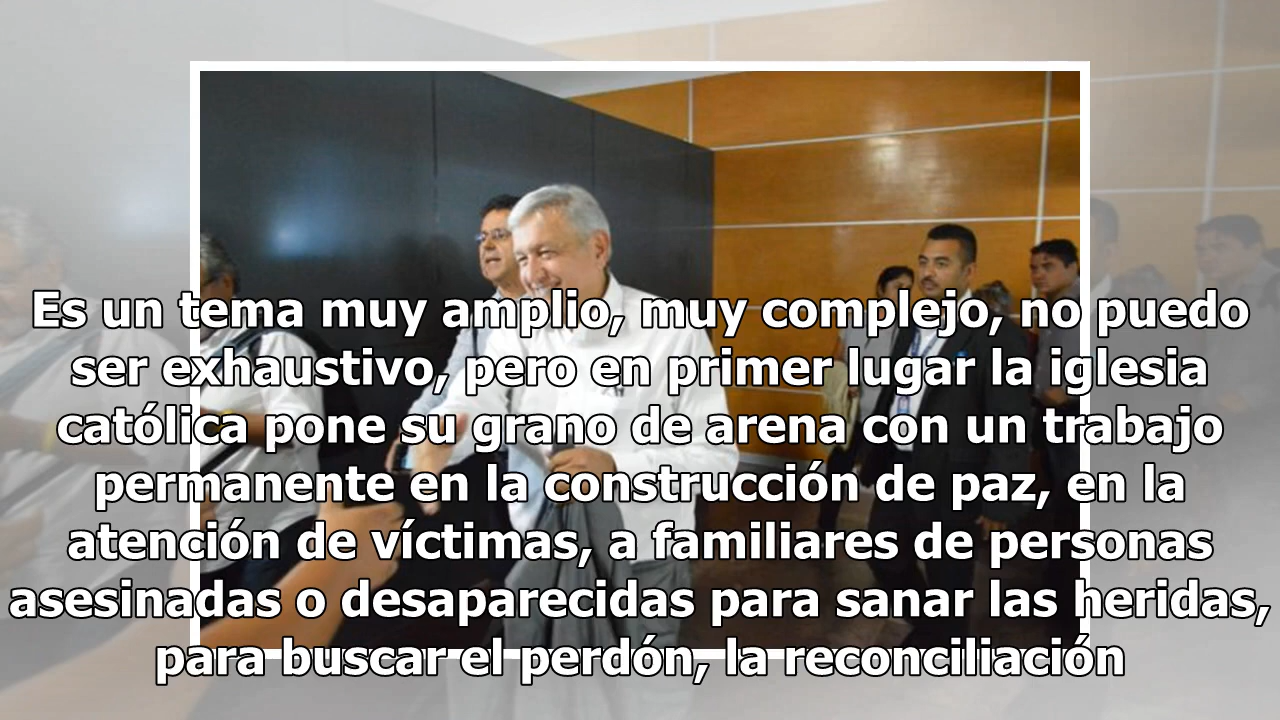 Es un tema muy amplio, muy complejo, no puedo
ser exhaustivo, pero en primer lugar la iglesia
católica pone su grano de arena con un trabajo
permanente en la construcción de paz, en la
atención de víctimas, a familiares de personas
asesinadas o desaparecidas para sanar las heridas,
para buscar el perdón, la reconciliación